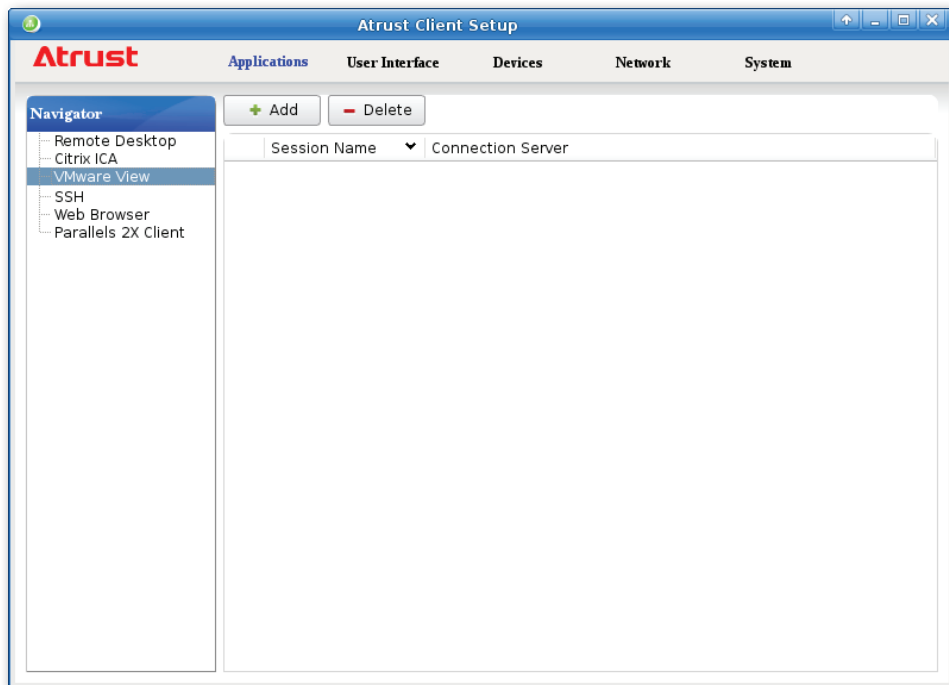 Atrust Client Setup
Atrust
Applications User Interface Devices Network System
Navigator
Remote Desktop
Citrix ICA
VMware View
SSH
Web Browser
Parallels 2X Client
Add Delete
Session Name Connection Server